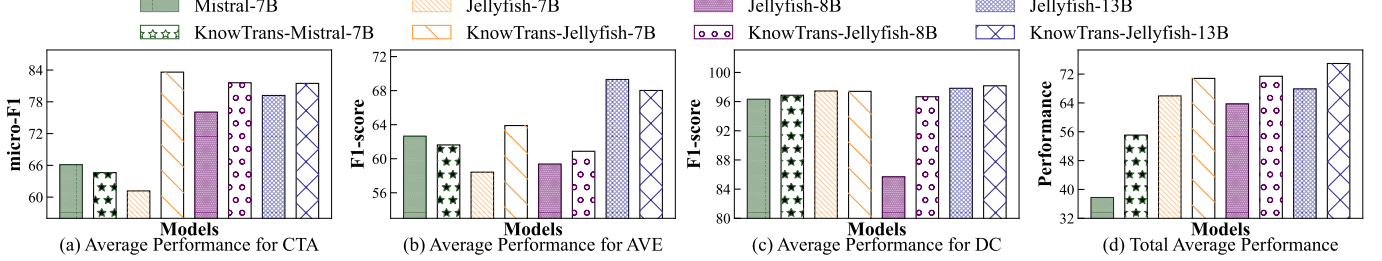 Mistral-7B Jellyfish-7B Jellyfish-8B Jellyfish-13B
KnowTrans-Mistral-7B KnowTrans-Jellyfish-7B KnowTrans-Jellyfish-8B KnowTrans-Jellyfish-13B
micro-F1
84
78
72
66
60
Models
(a) Average Performance for CTA
F1-score
72
68
64
60
56
Models
(b) Average Performance for AVE
F1-score
100
96
92
88
84
80
Models
(c) Average Performance for DC
Performance
72
64
56
48
40
32
Models
(d) Total Average Performance